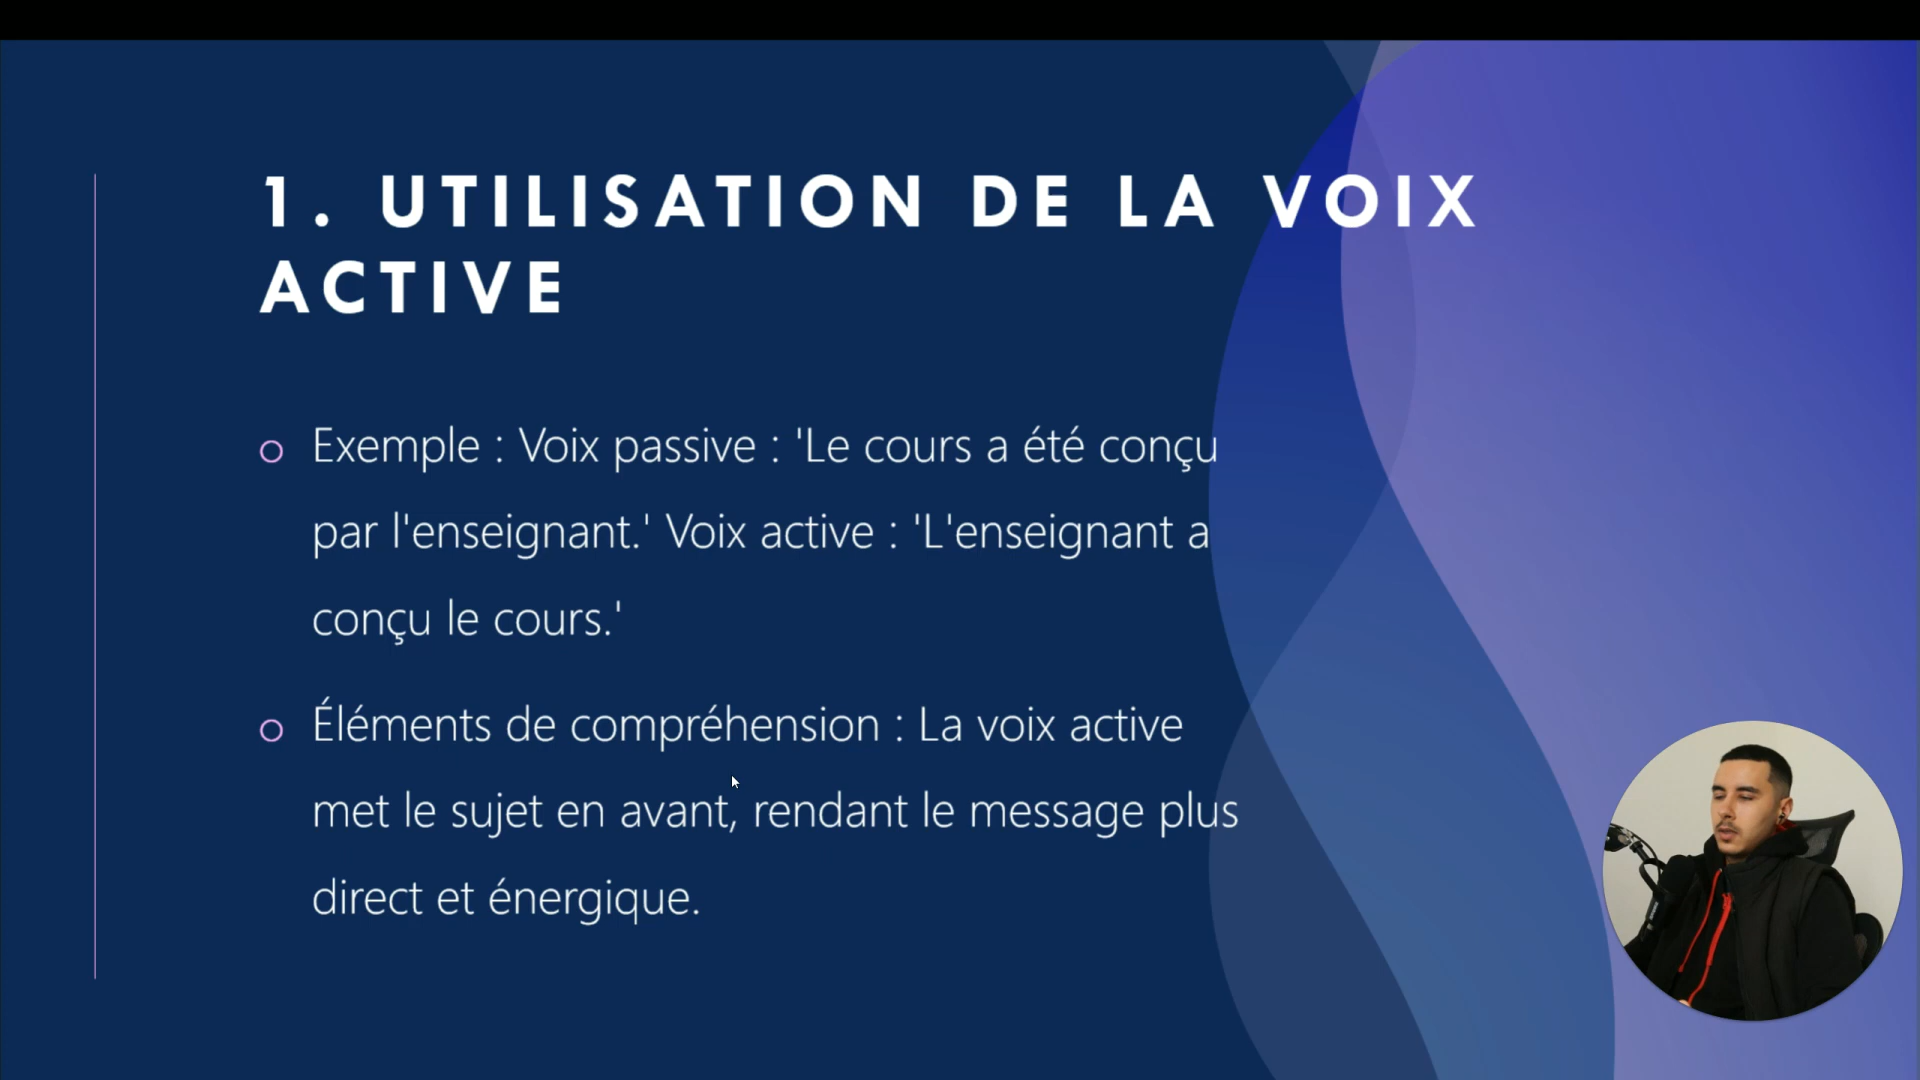 1. UTILISATION DE LA VOIX
ACTIVE
o Exemple : Voix passive : 'Le cours a été conçu
par l'enseignant.' Voix active : 'L'enseignant a
conçu le cours.'
o Éléments de compréhension : La voix active
met le sujet en avant, rendant le message plus
direct et énergique.